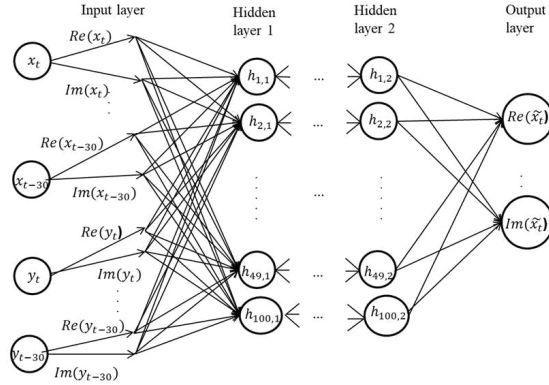 Input layer
Hidden
layer 1
Hidden
layer 2
Output
layer
x_t
Re(x_t)
Im(x_t)
x_{t−30}
Re(x_{t−30})
Im(x_{t−30})
y_t
Re(y_t)
Im(y_t)
y_{t−30}
Re(y_{t−30})
Im(y_{t−30})
h_{1,1}
h_{2,1}
h_{49,1}
h_{100,1}
...
...
...
...
...
h_{1,2}
h_{2,2}
h_{49,2}
h_{100,2}
Re(x̃_t)
Im(x̃_t)